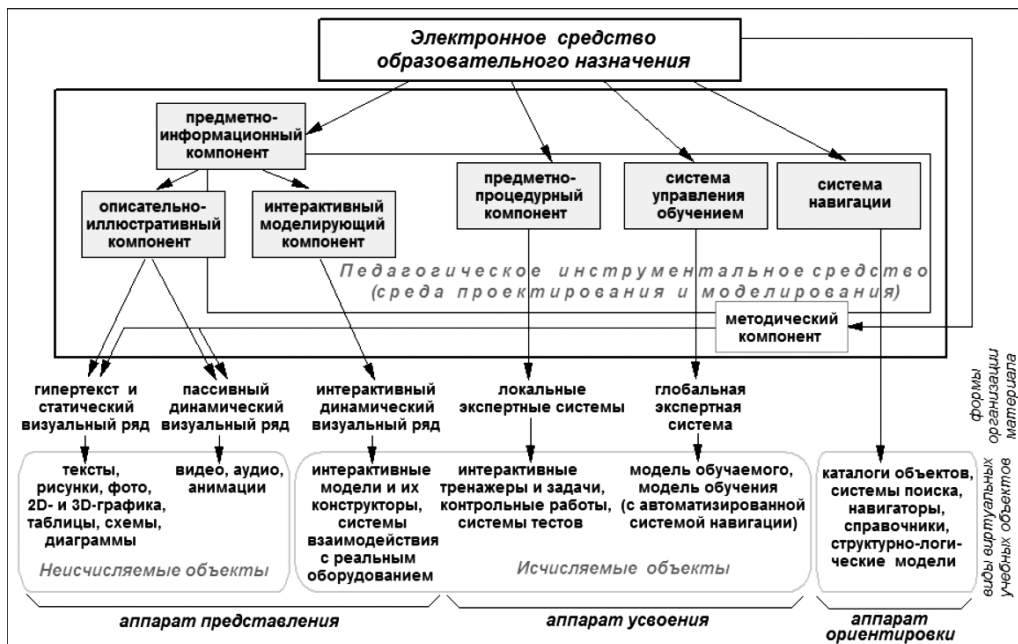 Электронное средство
образовательного назначения
предметно-
информационный
компонент
описательно-
иллюстративный
компонент
интерактивный
моделирующий
компонент
предметно-
процедурный
компонент
система
управления
обучением
система
навигации
Педагогическое инструментальное средство
(среда проектирования и моделирования)
методический
компонент
гипертекст и
статический
визуальный ряд
пассивный
динамический
визуальный ряд
интерактивный
динамический
визуальный ряд
локальные
экспертные системы
глобальная
экспертная
система
формы
организации
материала
тексты,
рисунки, фото,
2D- и 3D-графика,
таблицы, схемы,
диаграммы
видео, аудио,
анимации
Неисчисляемые объекты
интерактивные
модели и их
конструкторы,
системы
взаимодействия
с реальным
оборудованием
интерактивные
тренажеры и задачи,
контрольные работы,
системы тестов
модель обучаемого,
модель обучения
(с автоматизированной
системой навигации)
Исчисляемые объекты
каталоги объектов,
системы поиска,
навигаторы,
справочники,
структурно-логи-
ческие модели
виды виртуальных
учебных объектов
аппарат представления
аппарат усвоения
аппарат
ориентировки